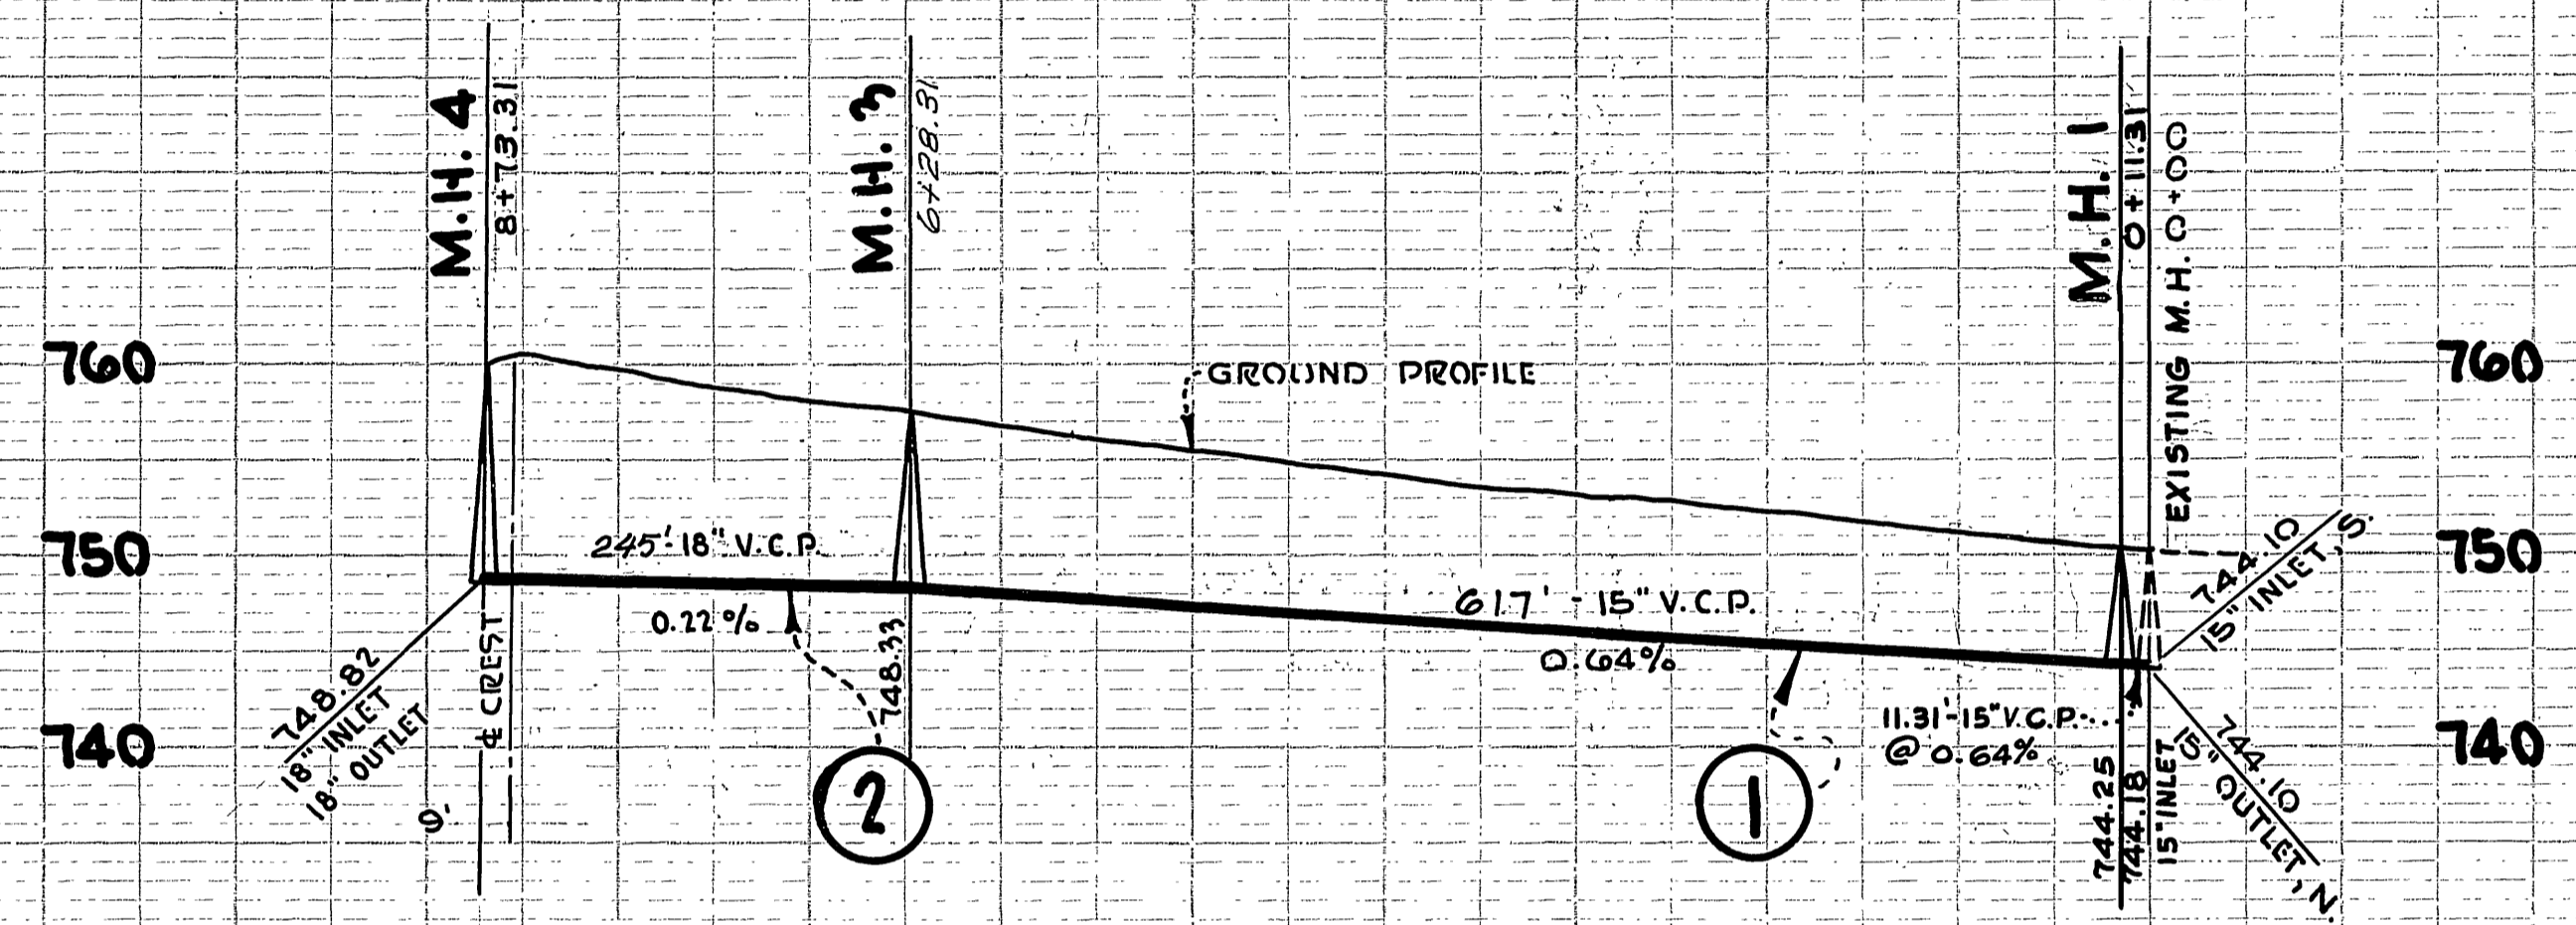 M.H. 4
8+73.31
M.H. 3
6+28.31
M.H. 1
0+11.31
EXISTING M.H. 0+00
760
760
GROUND PROFILE
750
750
245'-18" V.C.P.
0.22%
617'-15" V.C.P.
0.64%
744.10
15" INLET, S.
748.82
18" INLET
18" OUTLET
℄ CREST
9'
748.33
740
740
11.31'-15" V.C.P.
@ 0.64%
2
1
744.25
744.18
15" INLET
744.10
15" OUTLET, N.